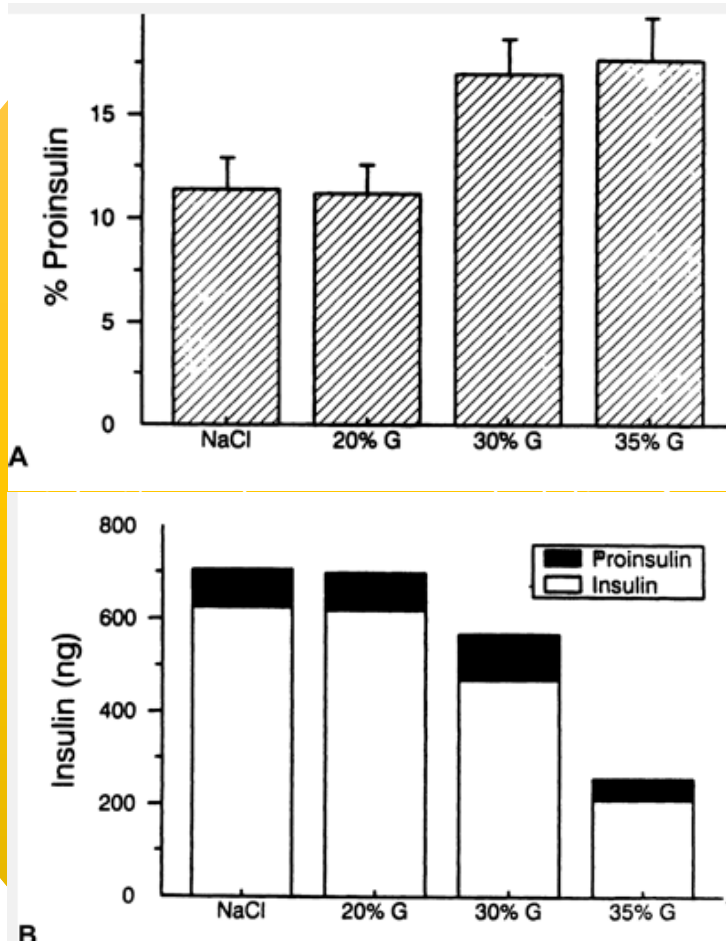 % Proinsulin
15
10
5
0
NaCl 20% G 30% G 35% G
A
Insulin (ng)
800
600
400
200
0
Proinsulin
Insulin
NaCl 20% G 30% G 35% G
B